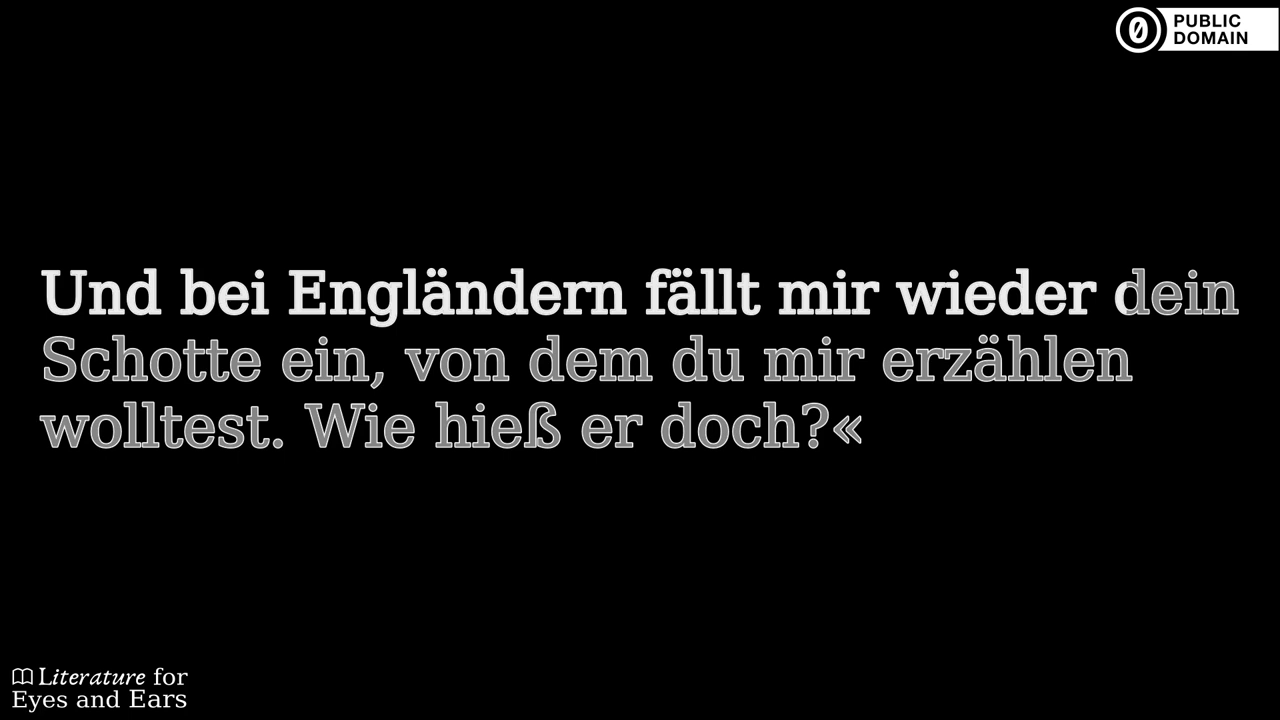 PUBLIC
DOMAIN
Und bei Engländern fällt mir wieder dein
Schotte ein, von dem du mir erzählen
wolltest. Wie hieß er doch?«
Literature for
Eyes and Ears